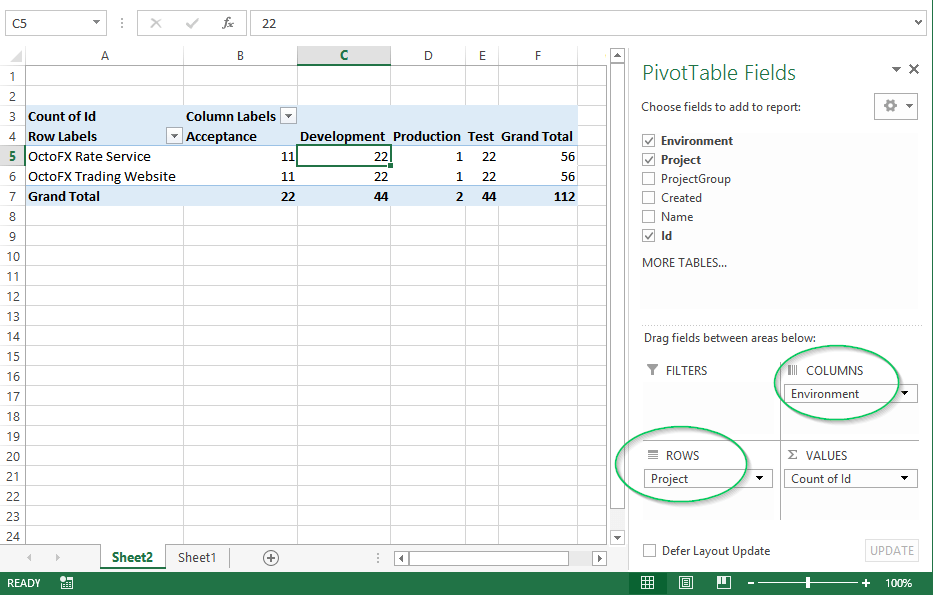 C5 22
A B C D E F
1
2
3 Count of Id Column Labels
4 Row Labels Acceptance Development Production Test Grand Total
5 OctoFX Rate Service 11 22 1 22 56
6 OctoFX Trading Website 11 22 1 22 56
7 Grand Total 22 44 2 44 112
8
9
10
11
12
13
14
15
16
17
18
19
20
21
22
23
24
Sheet2 Sheet1
READY 100%
PivotTable Fields
Choose fields to add to report:
Environment
Project
ProjectGroup
Created
Name
Id
MORE TABLES...
Drag fields between areas below:
FILTERS COLUMNS
Environment
ROWS VALUES
Project Count of Id
Defer Layout Update UPDATE